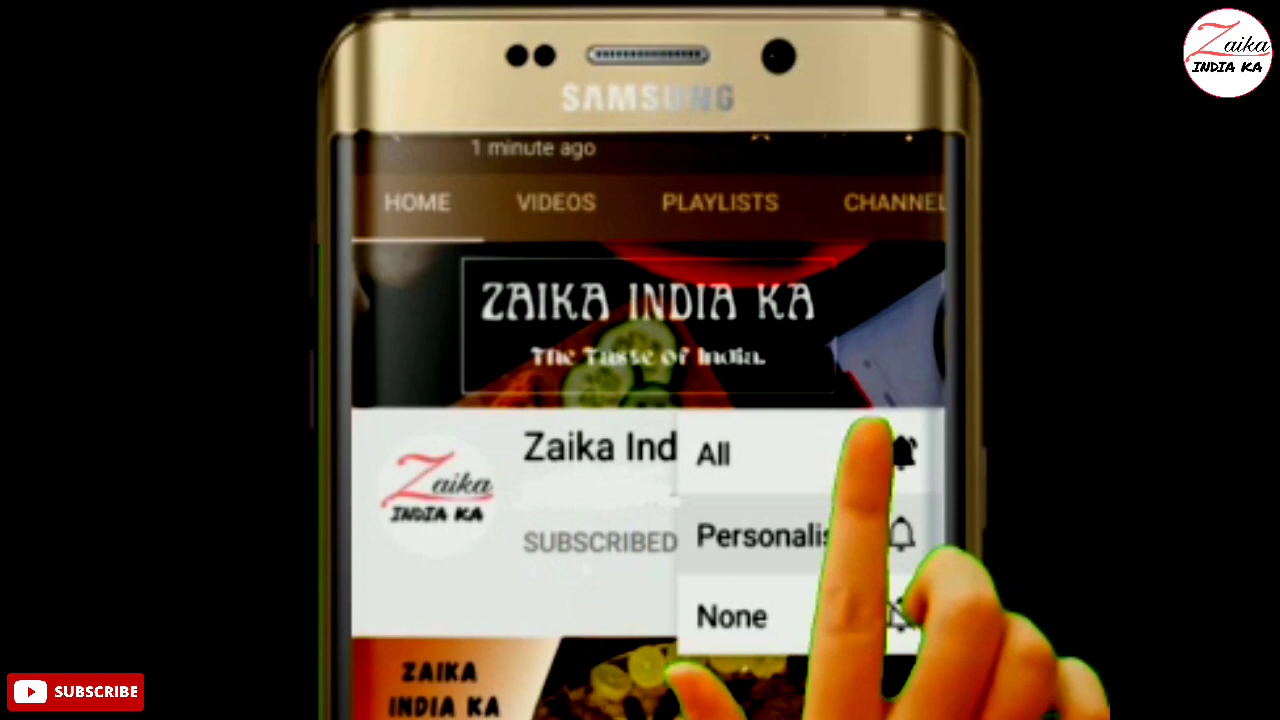 Zaika
INDIA KA
SAMSUNG
1 minute ago
HOME VIDEOS PLAYLISTS CHANNEL
ZAIKA INDIA KA
The Taste of India.
Zaika Ind
All
Zaika
INDIA KA
SUBSCRIBED
Personalis
None
ZAIKA
INDIA KA
SUBSCRIBE